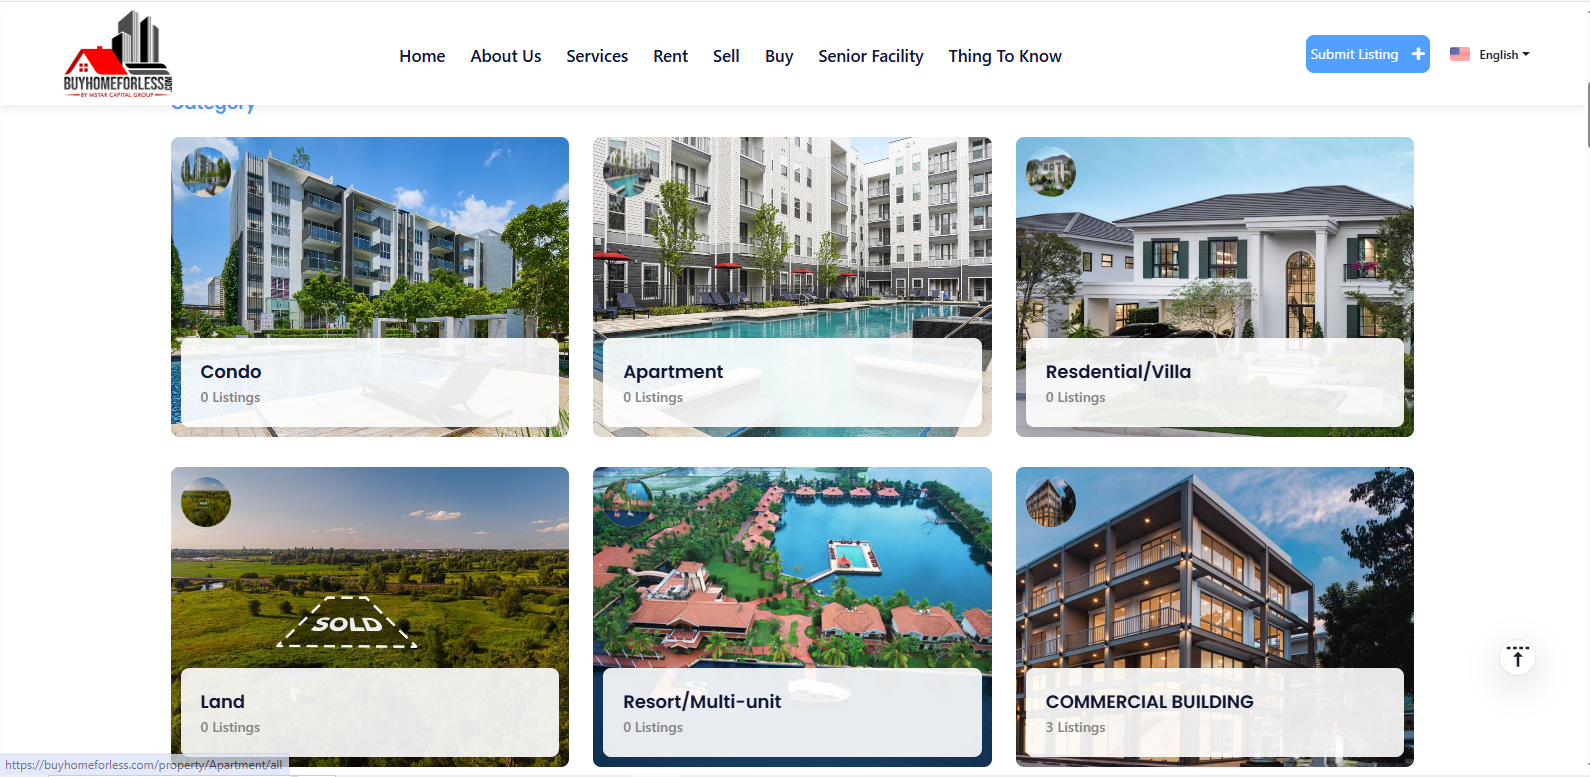 BUYHOMEFORLESS.COM
BY MSTAR CAPITAL GROUP
Home
About Us
Services
Rent
Sell
Buy
Senior Facility
Thing To Know
Submit Listing +
English
Category
Condo
0 Listings
Apartment
0 Listings
Resdential/Villa
0 Listings
SOLD
Land
0 Listings
Resort/Multi-unit
0 Listings
COMMERCIAL BUILDING
3 Listings
https://buyhomeforless.com/property/Apartment/all